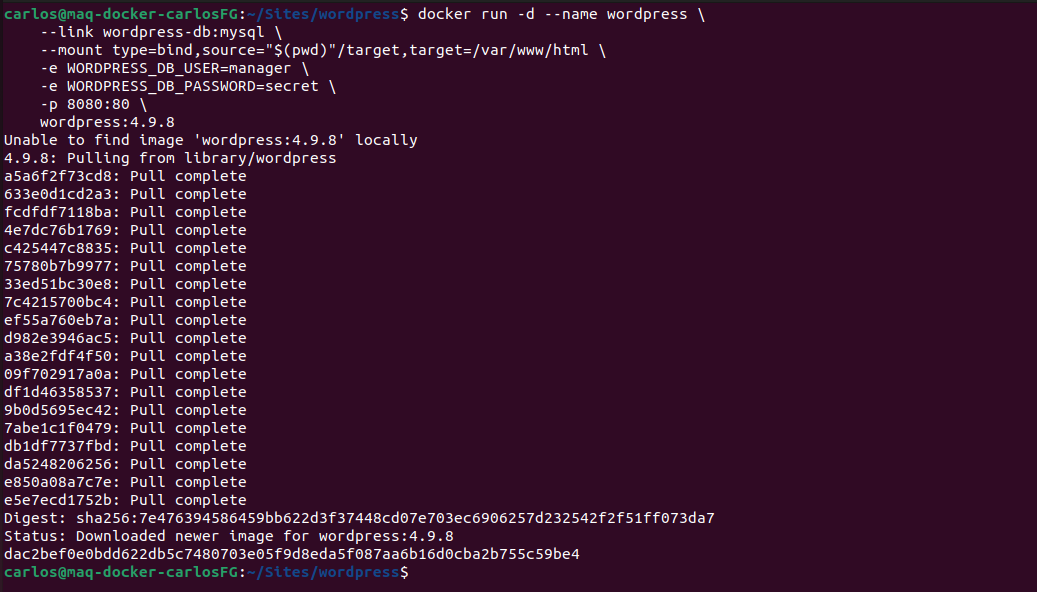 carlos@maq-docker-carlosFG:~/Sites/wordpress$ docker run -d --name wordpress \
    --link wordpress-db:mysql \
    --mount type=bind,source="$(pwd)"/target,target=/var/www/html \
    -e WORDPRESS_DB_USER=manager \
    -e WORDPRESS_DB_PASSWORD=secret \
    -p 8080:80 \
    wordpress:4.9.8
Unable to find image 'wordpress:4.9.8' locally
4.9.8: Pulling from library/wordpress
a5a6f2f73cd8: Pull complete
633e0d1cd2a3: Pull complete
fcdfdf7118ba: Pull complete
4e7dc76b1769: Pull complete
c425447c8835: Pull complete
75780b7b9977: Pull complete
33ed51bc30e8: Pull complete
7c4215700bc4: Pull complete
ef55a760eb7a: Pull complete
d982e3946ac5: Pull complete
a38e2fdf4f50: Pull complete
09f702917a0a: Pull complete
df1d46358537: Pull complete
9b0d5695ec42: Pull complete
7abe1c1f0479: Pull complete
db1df7737fbd: Pull complete
da5248206256: Pull complete
e850a08a7c7e: Pull complete
e5e7ecd1752b: Pull complete
Digest: sha256:7e476394586459bb622d3f37448cd07e703ec6906257d232542f2f51ff073da7
Status: Downloaded newer image for wordpress:4.9.8
dac2bef0e0bdd622db5c7480703e05f9d8eda5f087aa6b16d0cba2b755c59be4
carlos@maq-docker-carlosFG:~/Sites/wordpress$